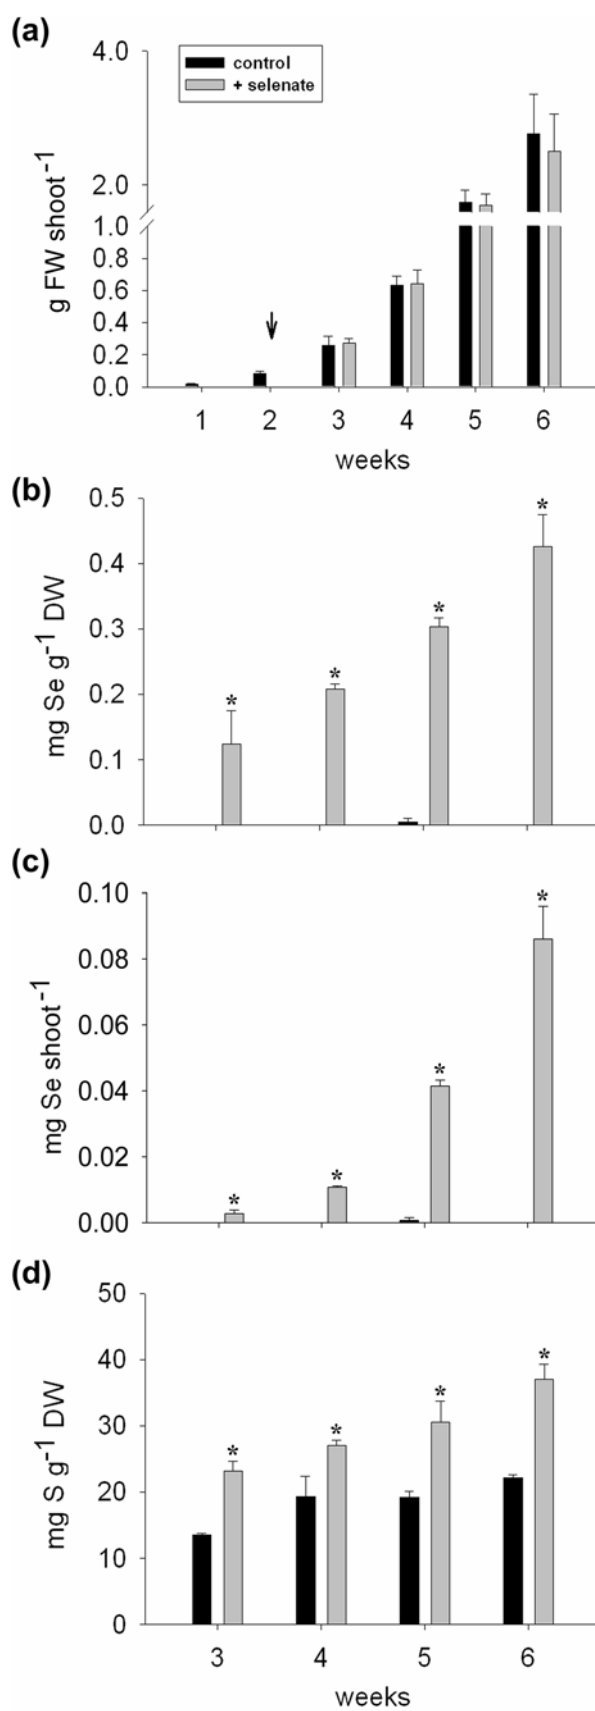 (a)
4.0
control
+ selenate
2.0
1.0
0.8
0.6
0.4
0.2
0.0
g FW shoot⁻¹
1 2 3 4 5 6
weeks
(b)
0.5
0.4
0.3
0.2
0.1
0.0
mg Se g⁻¹ DW
* * * *
(c)
0.10
0.08
0.06
0.04
0.02
0.00
mg Se shoot⁻¹
* * * *
(d)
50
40
30
20
10
0
mg S g⁻¹ DW
* * * *
3 4 5 6
weeks